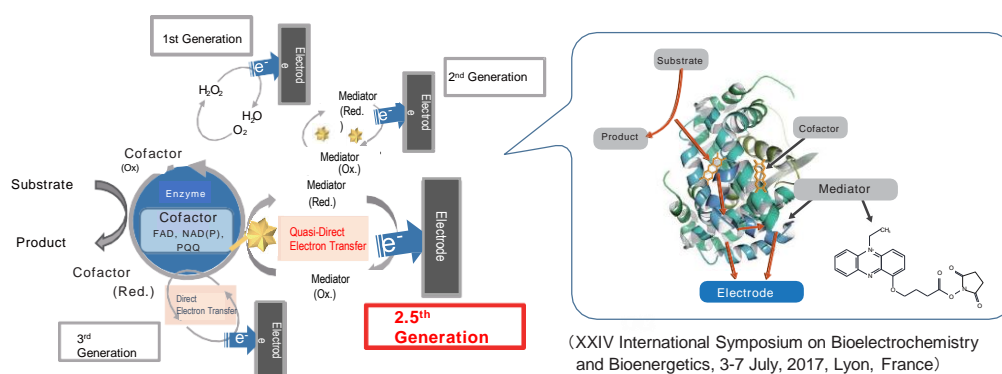 1st Generation
Electrod
e
e-
H2O2
H2O
O2
2nd Generation
Mediator
(Red.
)
Electrod
e
e-
Mediator
(Ox.)
Cofactor
(Ox)
Substrate
Enzyme
Cofactor
FAD, NAD(P),
PQQ
Product
Cofactor
(Red.)
Mediator
(Red.)
Quasi-Direct
Electron Transfer
Mediator
(Ox.)
e-
Electrode
Direct
Electron Transfer
3rd
Generation
e-
Electrod
e
2.5th
Generation
Substrate
Product
Cofactor
Mediator
Electrode
CH3
N+
N
O
O
O
N
O
O
(XXIV International Symposium on Bioelectrochemistry
and Bioenergetics, 3-7 July, 2017, Lyon, France)